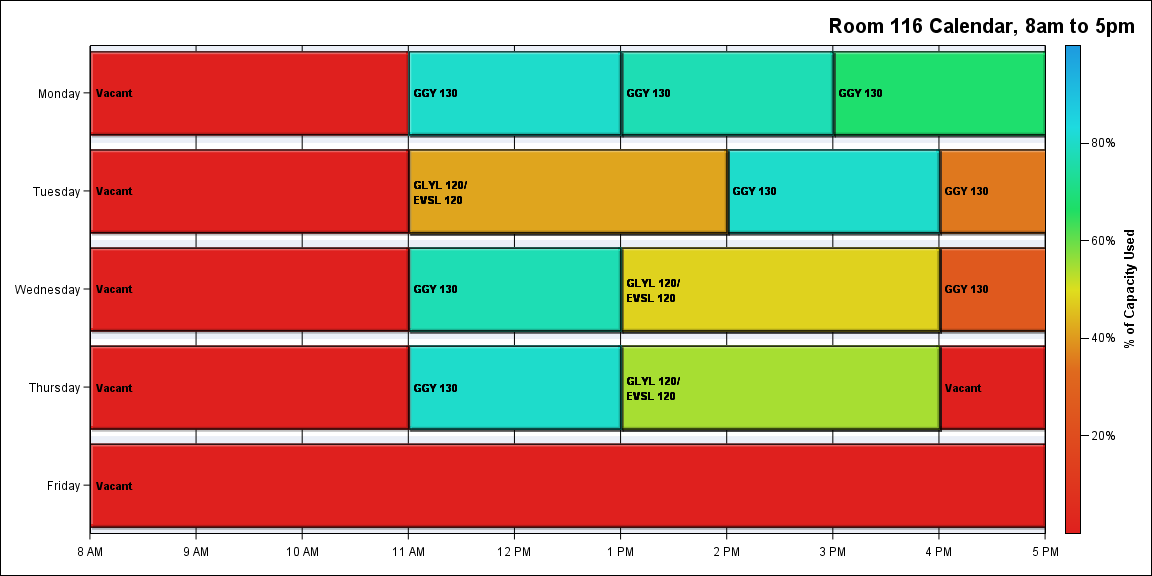 Room 116 Calendar, 8am to 5pm
Monday
Vacant
GGY 130
GGY 130
GGY 130
Tuesday
Vacant
GLYL 120/
EVSL 120
GGY 130
GGY 130
Wednesday
Vacant
GGY 130
GLYL 120/
EVSL 120
GGY 130
Thursday
Vacant
GGY 130
GLYL 120/
EVSL 120
Vacant
Friday
Vacant
8 AM
9 AM
10 AM
11 AM
12 PM
1 PM
2 PM
3 PM
4 PM
5 PM
80%
60%
40%
20%
% of Capacity Used